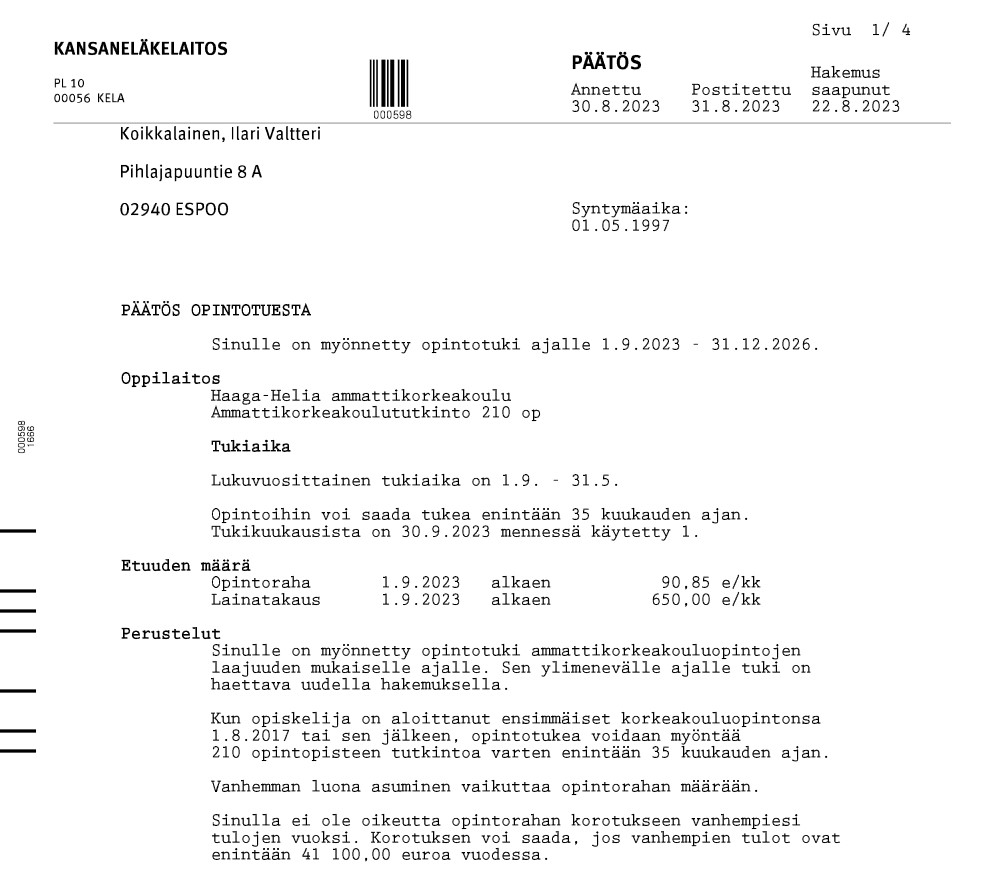 Sivu 1/ 4
KANSANELÄKELAITOS
PÄÄTÖS
Hakemus
PL 10
Annettu Postitettu saapunut
00056 KELA
30.8.2023 31.8.2023 22.8.2023
000598
Koikkalainen, Ilari Valtteri
Pihlajapuuntie 8 A
02940 ESPOO
Syntymäaika:
01.05.1997
PÄÄTÖS OPINTOTUESTA
Sinulle on myönnetty opintotuki ajalle 1.9.2023 - 31.12.2026.
Oppilaitos
Haaga-Helia ammattikorkeakoulu
Ammattikorkeakoulututkinto 210 op
000598
1666
Tukiaika
Lukuvuosittainen tukiaika on 1.9. - 31.5.
Opintoihin voi saada tukea enintään 35 kuukauden ajan.
Tukikuukausista on 30.9.2023 mennessä käytetty 1.
Etuuden määrä
Opintoraha 1.9.2023 alkaen 90,85 e/kk
Lainatakaus 1.9.2023 alkaen 650,00 e/kk
Perustelut
Sinulle on myönnetty opintotuki ammattikorkeakouluopintojen
laajuuden mukaiselle ajalle. Sen ylimenevälle ajalle tuki on
haettava uudella hakemuksella.
Kun opiskelija on aloittanut ensimmäiset korkeakouluopintonsa
1.8.2017 tai sen jälkeen, opintotukea voidaan myöntää
210 opintopisteen tutkintoa varten enintään 35 kuukauden ajan.
Vanhemman luona asuminen vaikuttaa opintorahan määrään.
Sinulla ei ole oikeutta opintorahan korotukseen vanhempiesi
tulojen vuoksi. Korotuksen voi saada, jos vanhempien tulot ovat
enintään 41 100,00 euroa vuodessa.